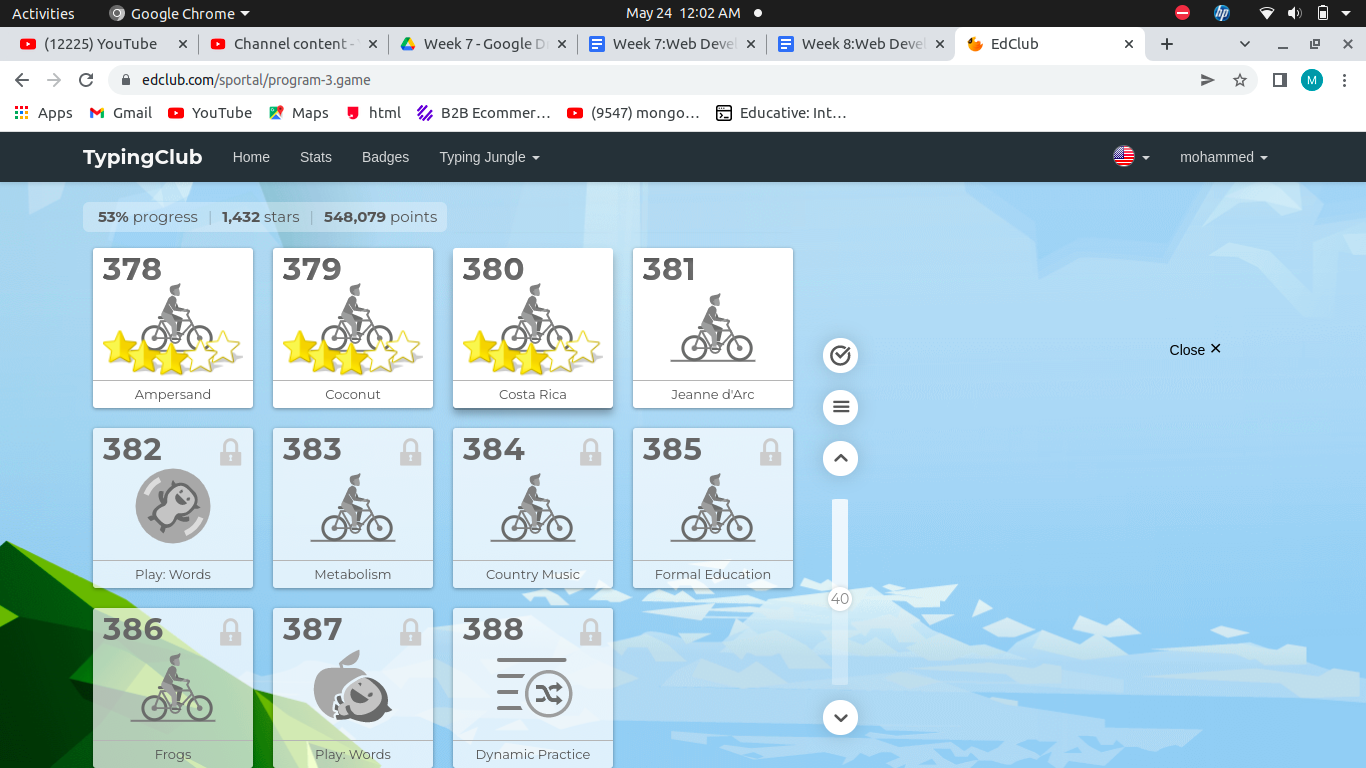 Activities Google Chrome May 24 12:02 AM
(12225) YouTube Channel content - Week 7 - Google D Week 7:Web Deve Week 8:Web Deve EdClub
edclub.com/sportal/program-3.game M
Apps Gmail YouTube Maps html B2B Ecommer… (9547) mongo… Educative: Int…
TypingClub Home Stats Badges Typing Jungle mohammed
53% progress | 1,432 stars | 548,079 points
378 379 380 381
Ampersand Coconut Costa Rica Jeanne d'Arc
Close ✕
382 383 384 385
Play: Words Metabolism Country Music Formal Education
40
386 387 388
Frogs Play: Words Dynamic Practice